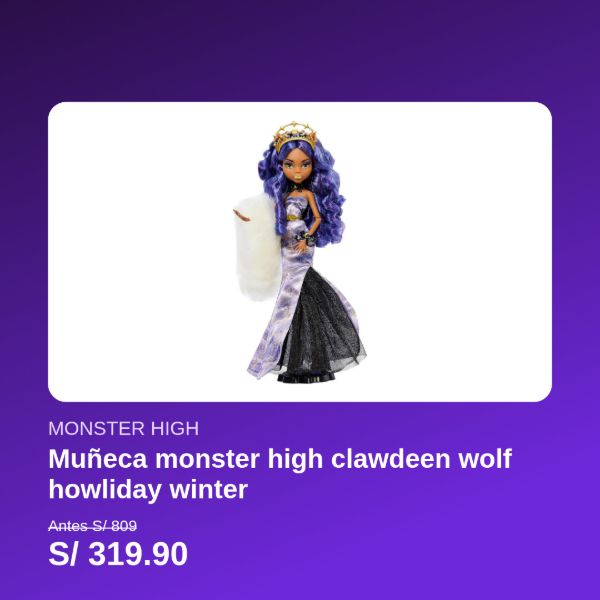 MONSTER HIGH
Muñeca monster high clawdeen wolf
howliday winter
Antes S/ 809
S/ 319.90